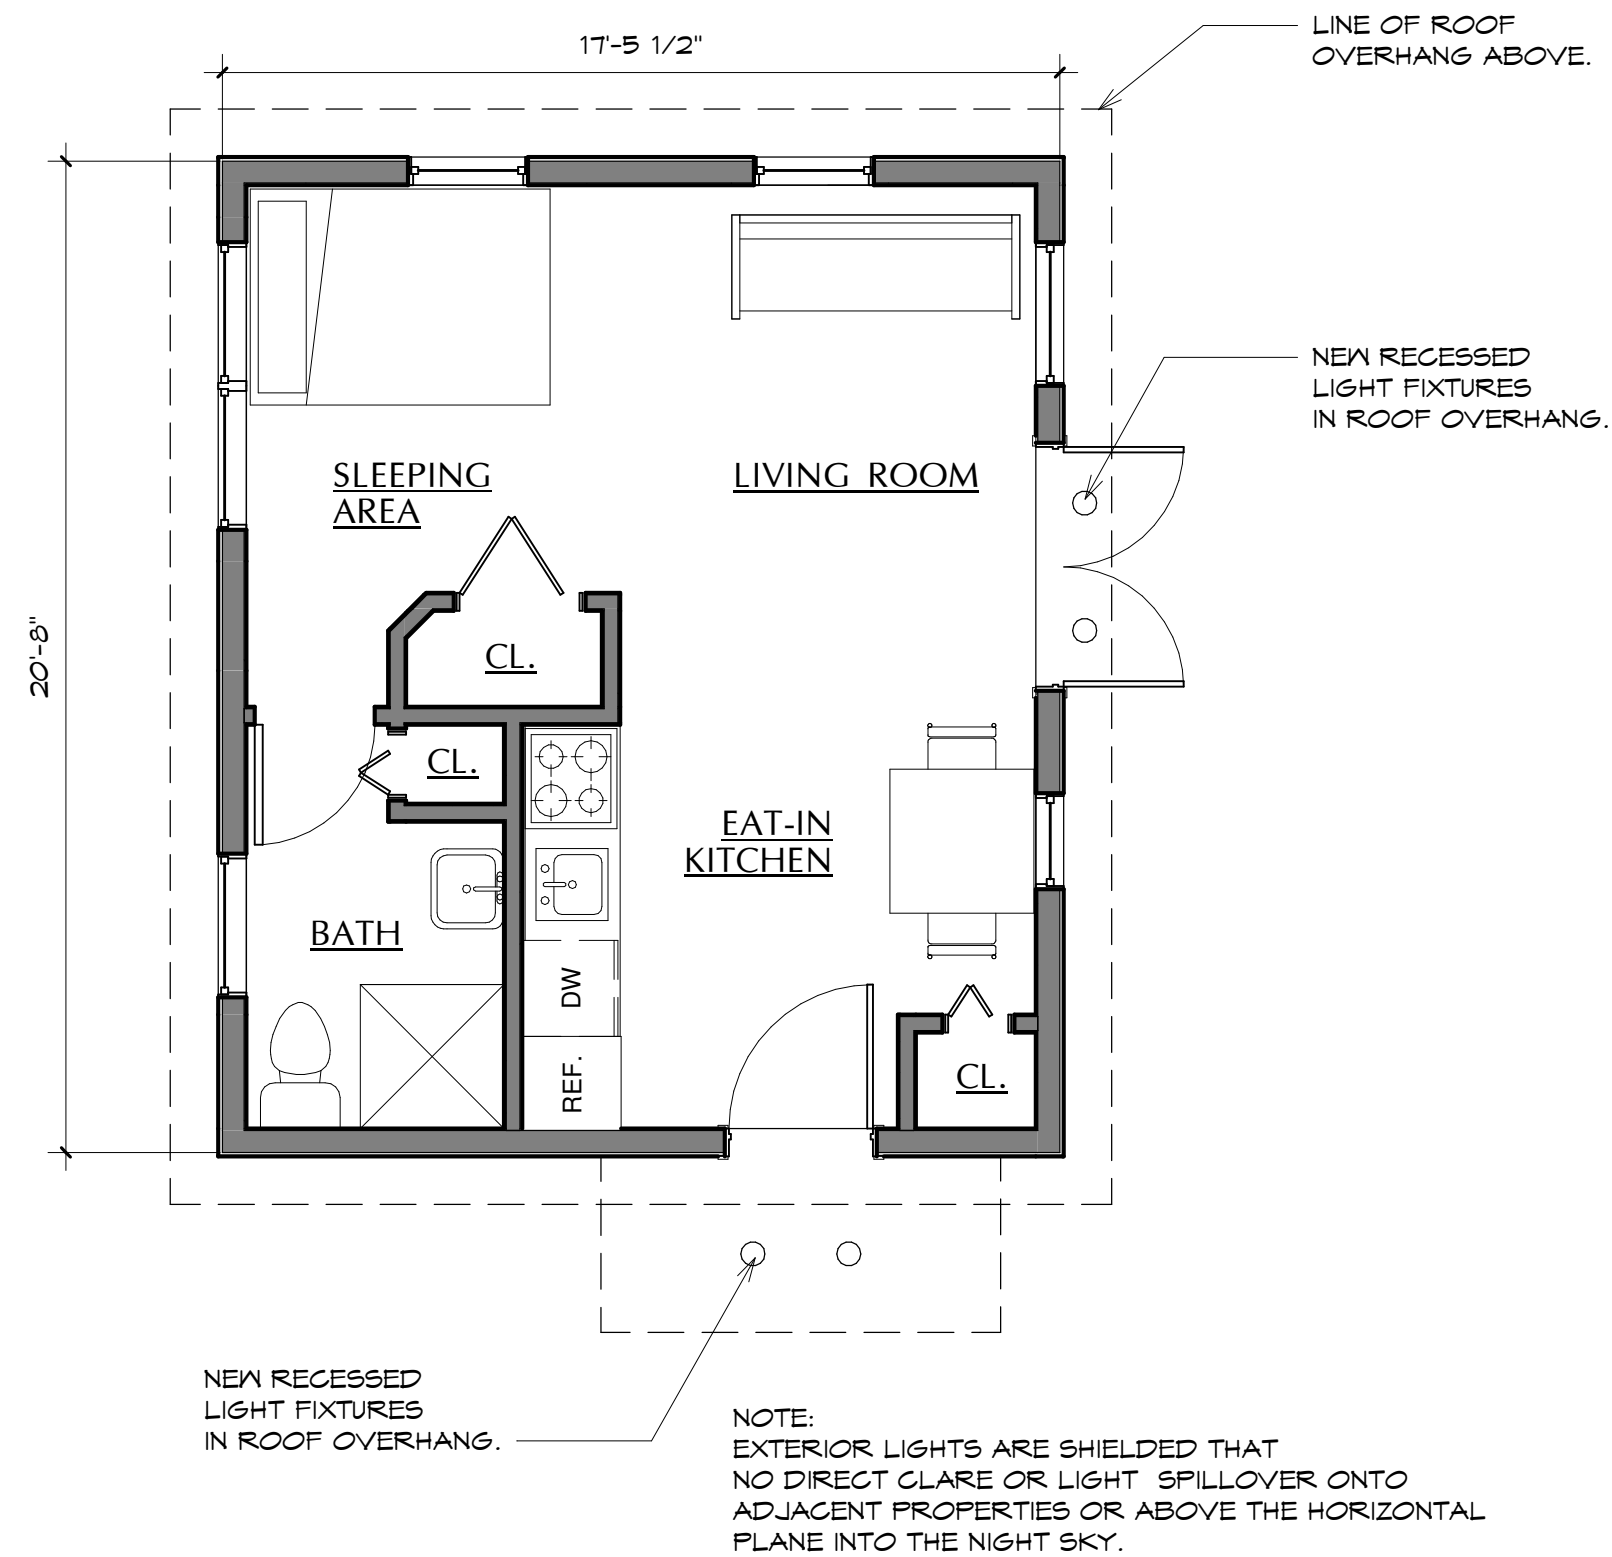 17'-5 1/2"
LINE OF ROOF
OVERHANG ABOVE.
NEW RECESSED
LIGHT FIXTURES
IN ROOF OVERHANG.
SLEEPING
AREA
LIVING ROOM
20'-8"
CL.
CL.
EAT-IN
KITCHEN
BATH
DW
REF.
CL.
NEW RECESSED
LIGHT FIXTURES
IN ROOF OVERHANG.
NOTE:
EXTERIOR LIGHTS ARE SHIELDED THAT
NO DIRECT CLARE OR LIGHT SPILLOVER ONTO
ADJACENT PROPERTIES OR ABOVE THE HORIZONTAL
PLANE INTO THE NIGHT SKY.